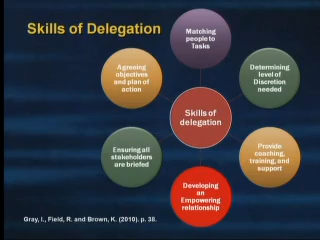 Skills of Delegation
Matching
people to
Tasks
Determining
level of
Discretion
needed
Provide
coaching,
training, and
support
Developing
an
Empowering
relationship
Ensuring all
stakeholders
are briefed
Agreeing
objectives
and plan of
action
Skills of
delegation
Gray, I., Field, R. and Brown, K. (2010). p. 38.